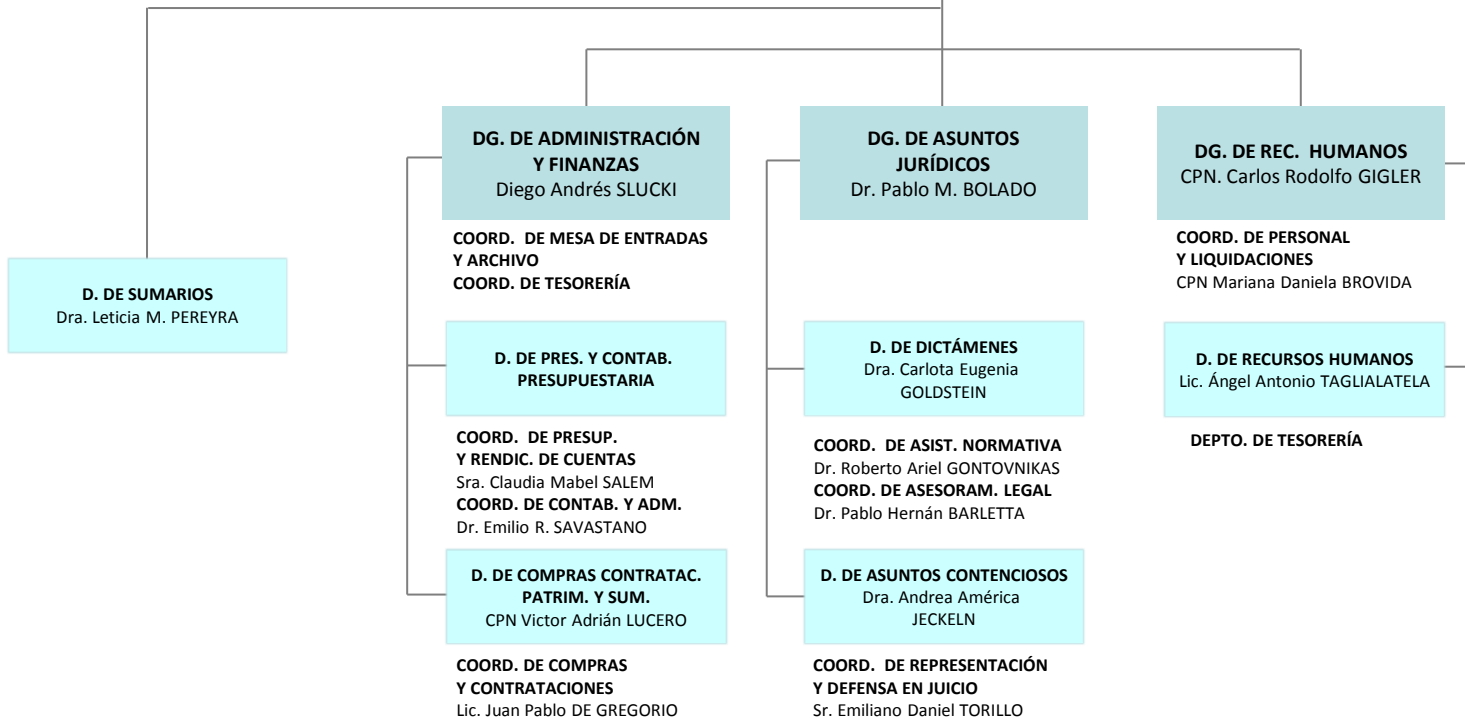 DG. DE ADMINISTRACIÓN
Y FINANZAS
Diego Andrés SLUCKI
COORD. DE MESA DE ENTRADAS
Y ARCHIVO
COORD. DE TESORERÍA
D. DE PRES. Y CONTAB.
PRESUPUESTARIA
COORD. DE PRESUP.
Y RENDIC. DE CUENTAS
Sra. Claudia Mabel SALEM
COORD. DE CONTAB. Y ADM.
Dr. Emilio R. SAVASTANO
D. DE COMPRAS CONTRATAC.
PATRIM. Y SUM.
CPN Victor Adrián LUCERO
COORD. DE COMPRAS
Y CONTRATACIONES
Lic. Juan Pablo DE GREGORIO
DG. DE ASUNTOS
JURÍDICOS
Dr. Pablo M. BOLADO
D. DE DICTÁMENES
Dra. Carlota Eugenia
GOLDSTEIN
COORD. DE ASIST. NORMATIVA
Dr. Roberto Ariel GONTOVNIKAS
COORD. DE ASESORAM. LEGAL
Dr. Pablo Hernán BARLETTA
D. DE ASUNTOS CONTENCIOSOS
Dra. Andrea América
JECKELN
COORD. DE REPRESENTACIÓN
Y DEFENSA EN JUICIO
Sr. Emiliano Daniel TORILLO
DG. DE REC. HUMANOS
CPN. Carlos Rodolfo GIGLER
COORD. DE PERSONAL
Y LIQUIDACIONES
CPN Mariana Daniela BROVIDA
D. DE RECURSOS HUMANOS
Lic. Ángel Antonio TAGLIALATELA
DEPTO. DE TESORERÍA
D. DE SUMARIOS
Dra. Leticia M. PEREYRA